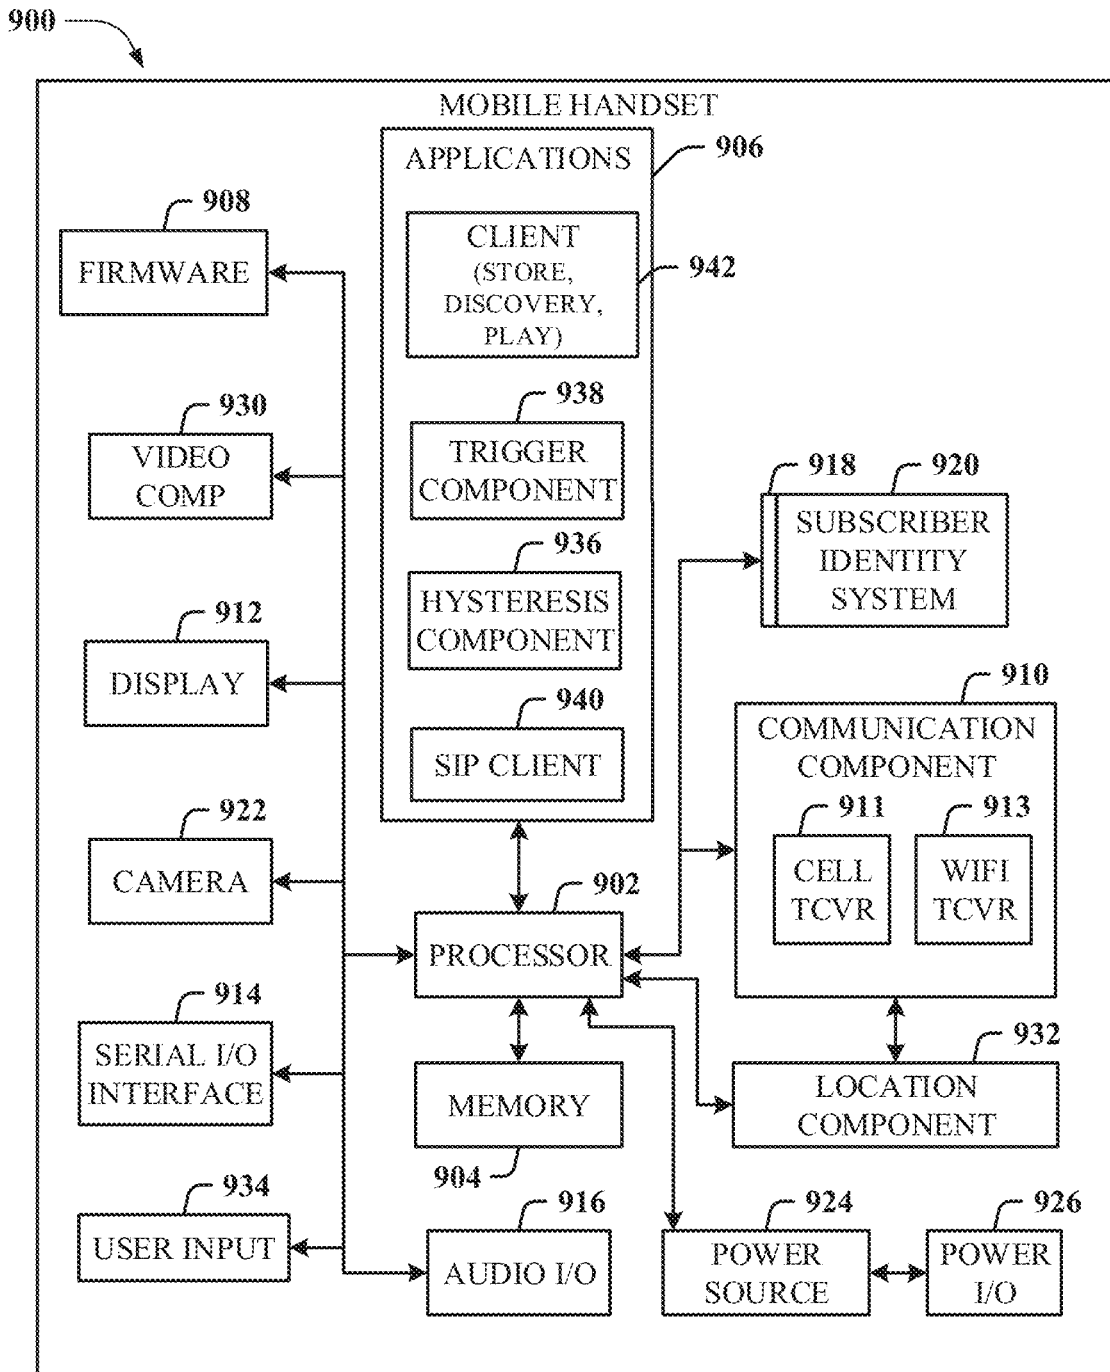 900
MOBILE HANDSET
APPLICATIONS
906
CLIENT
(STORE,
DISCOVERY,
PLAY)
942
938
TRIGGER
COMPONENT
936
HYSTERESIS
COMPONENT
940
SIP CLIENT
908
FIRMWARE
930
VIDEO
COMP
912
DISPLAY
922
CAMERA
914
SERIAL I/O
INTERFACE
934
USER INPUT
902
PROCESSOR
MEMORY
904
916
AUDIO I/O
918
920
SUBSCRIBER
IDENTITY
SYSTEM
910
COMMUNICATION
COMPONENT
911
CELL
TCVR
913
WIFI
TCVR
932
LOCATION
COMPONENT
924
POWER
SOURCE
926
POWER
I/O